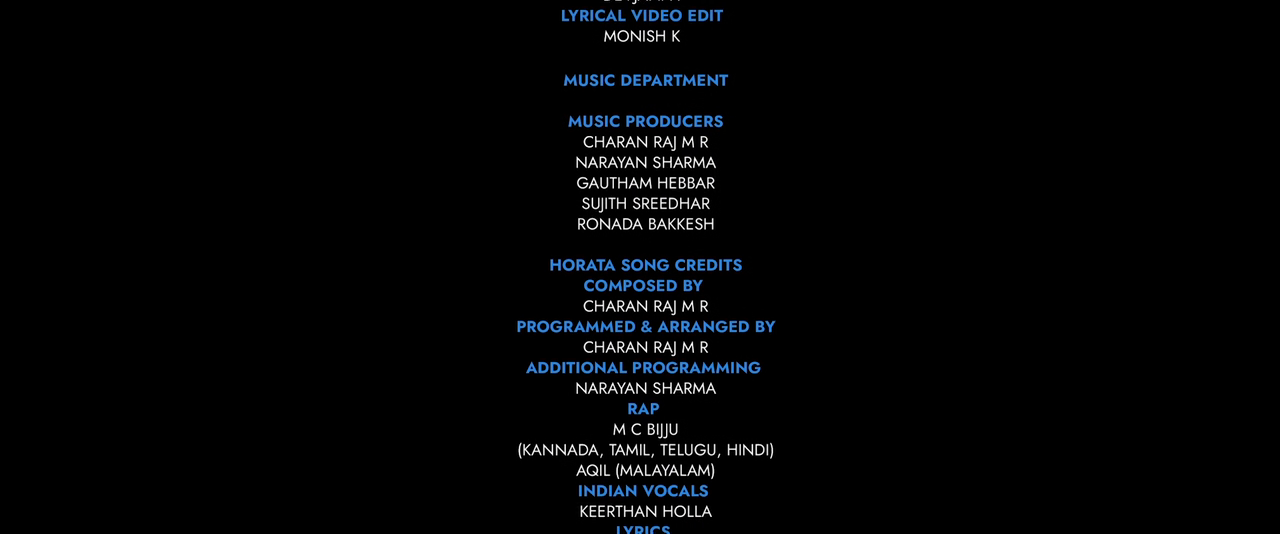 LYRICAL VIDEO EDIT
MONISH K
MUSIC DEPARTMENT
MUSIC PRODUCERS
CHARAN RAJ M R
NARAYAN SHARMA
GAUTHAM HEBBAR
SUJITH SREEDHAR
RONADA BAKKESH
HORATA SONG CREDITS
COMPOSED BY
CHARAN RAJ M R
PROGRAMMED & ARRANGED BY
CHARAN RAJ M R
ADDITIONAL PROGRAMMING
NARAYAN SHARMA
RAP
M C BIJJU
(KANNADA, TAMIL, TELUGU, HINDI)
AQIL (MALAYALAM)
INDIAN VOCALS
KEERTHAN HOLLA
LYRICS